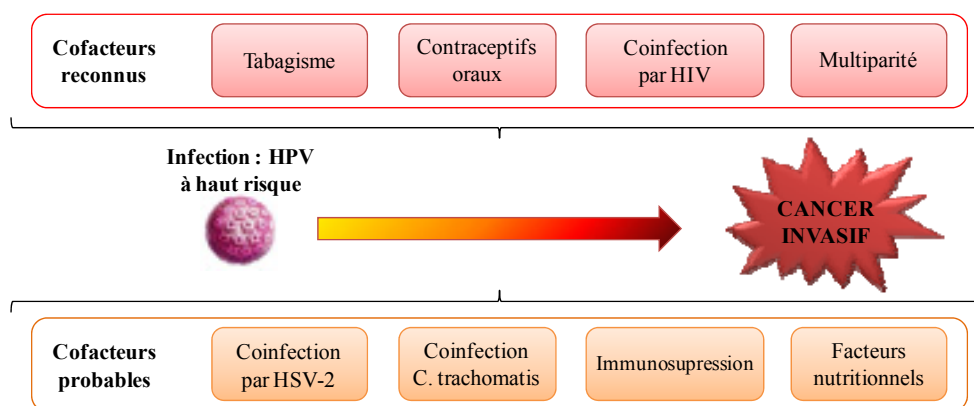 Cofacteurs
reconnus
Tabagisme
Contraceptifs
oraux
Coinfection
par HIV
Multiparité
Infection : HPV
à haut risque
CANCER
INVASIF
Cofacteurs
probables
Coinfection
par HSV-2
Coinfection
C. trachomatis
Immunosupression
Facteurs
nutritionnels